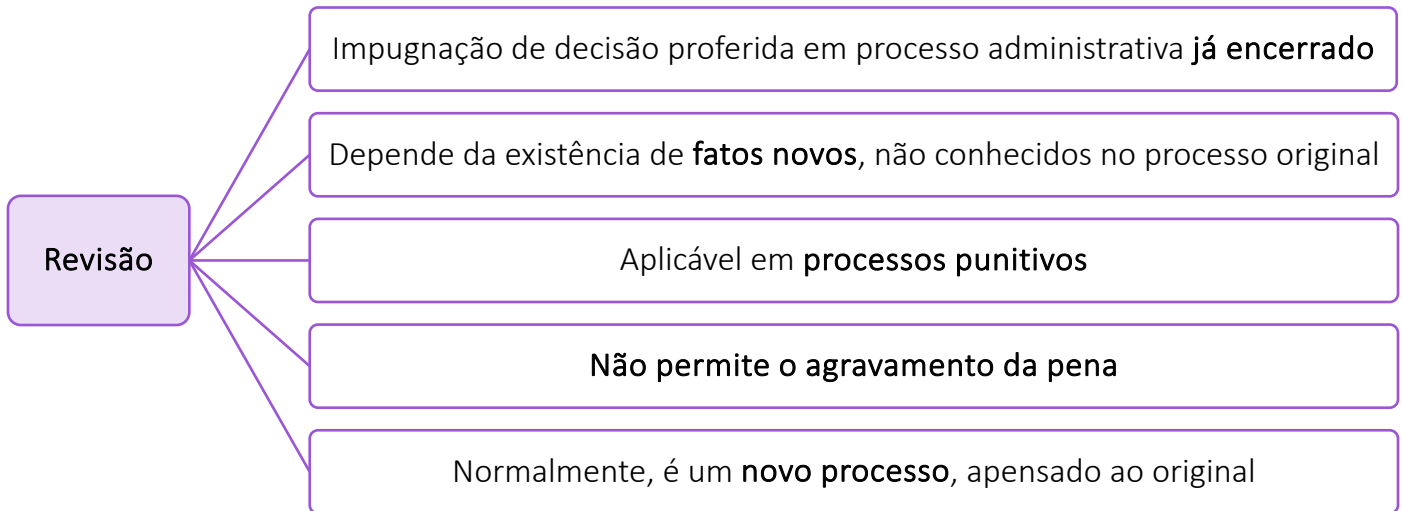 Impugnação de decisão proferida em processo administrativa já encerrado
Depende da existência de fatos novos, não conhecidos no processo original
Revisão
Aplicável em processos punitivos
Não permite o agravamento da pena
Normalmente, é um novo processo, apensado ao original